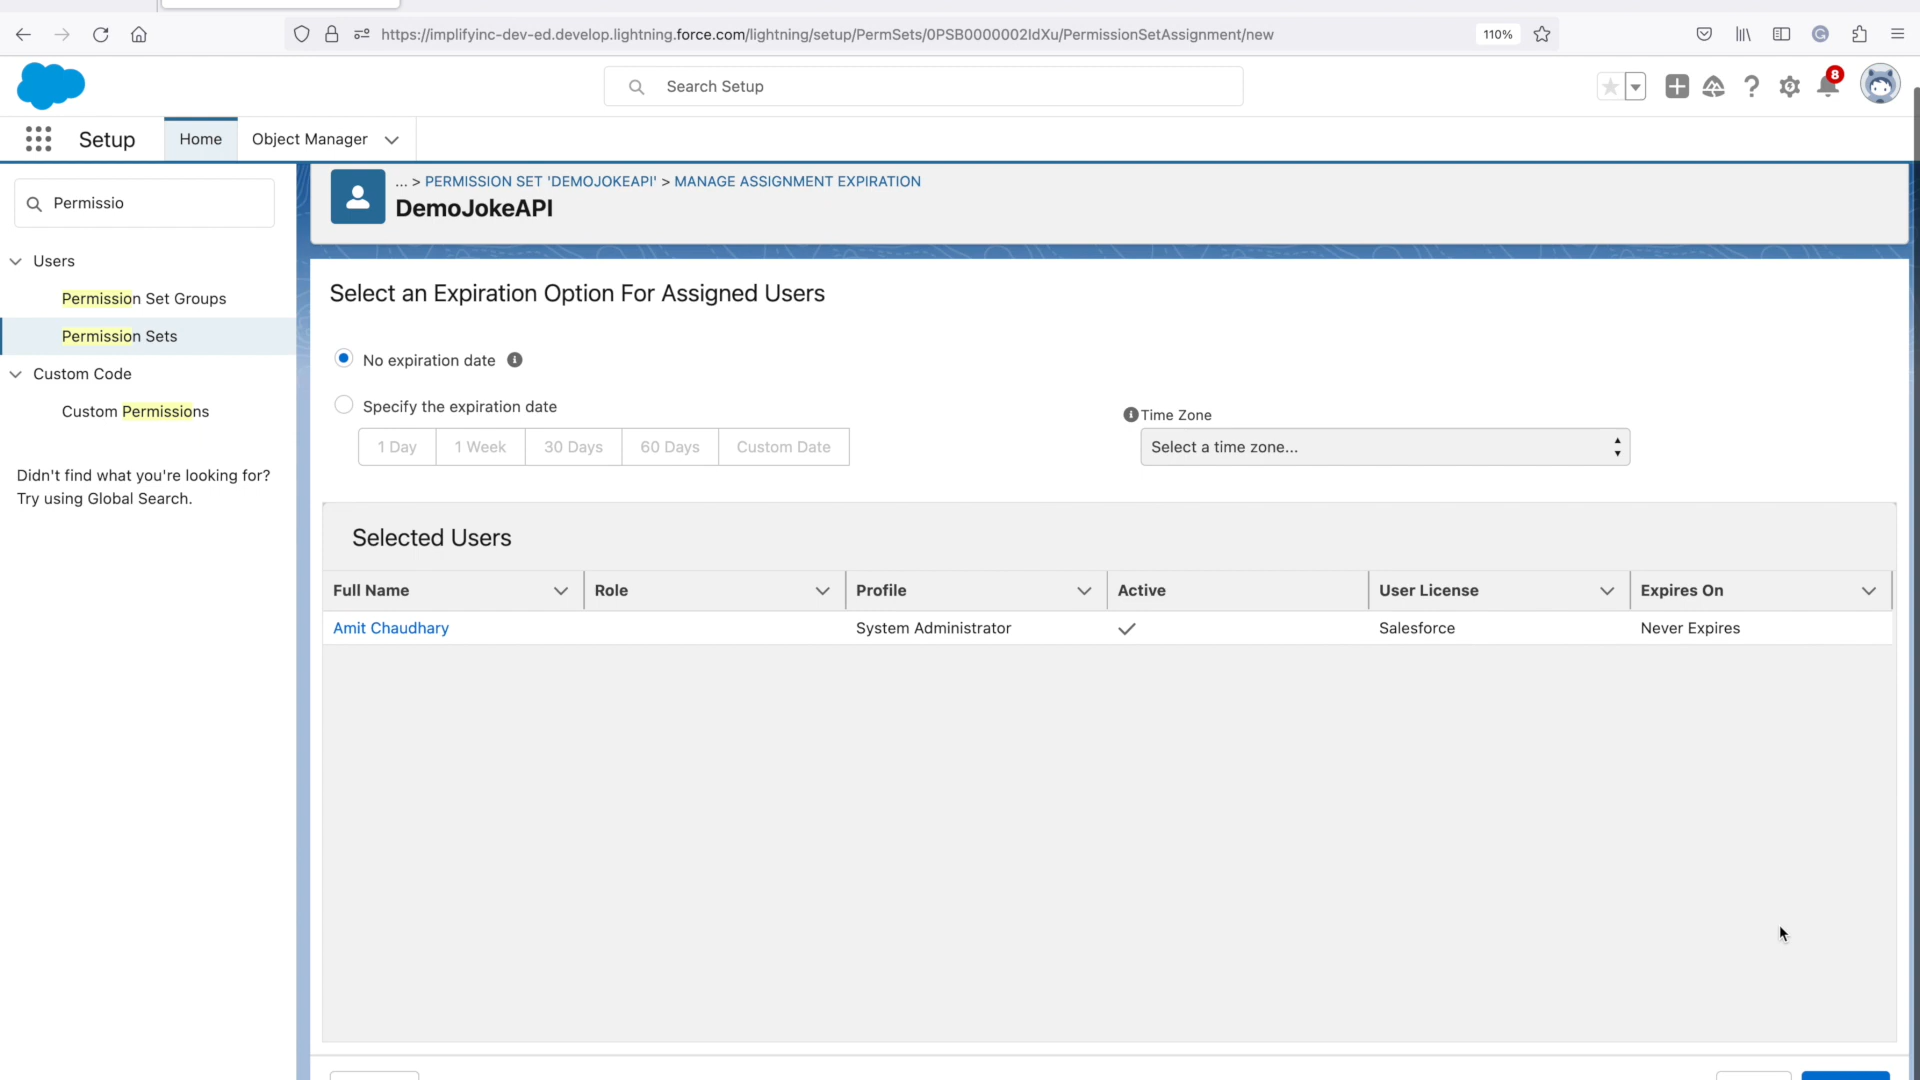 https://implifyinc-dev-ed.develop.lightning.force.com/lightning/setup/PermSets/0PSB0000002IdXu/PermissionSetAssignment/new
110%
Search Setup
8
Setup
Home
Object Manager
Permissio
Users
Permission Set Groups
Permission Sets
Custom Code
Custom Permissions
Didn't find what you're looking for?
Try using Global Search.
... > PERMISSION SET 'DEMOJOKEAPI' > MANAGE ASSIGNMENT EXPIRATION
DemoJokeAPI
Select an Expiration Option For Assigned Users
No expiration date
Specify the expiration date
1 Day 1 Week 30 Days 60 Days Custom Date
Time Zone
Select a time zone...
Selected Users
Full Name Role Profile Active User License Expires On
Amit Chaudhary System Administrator Salesforce Never Expires